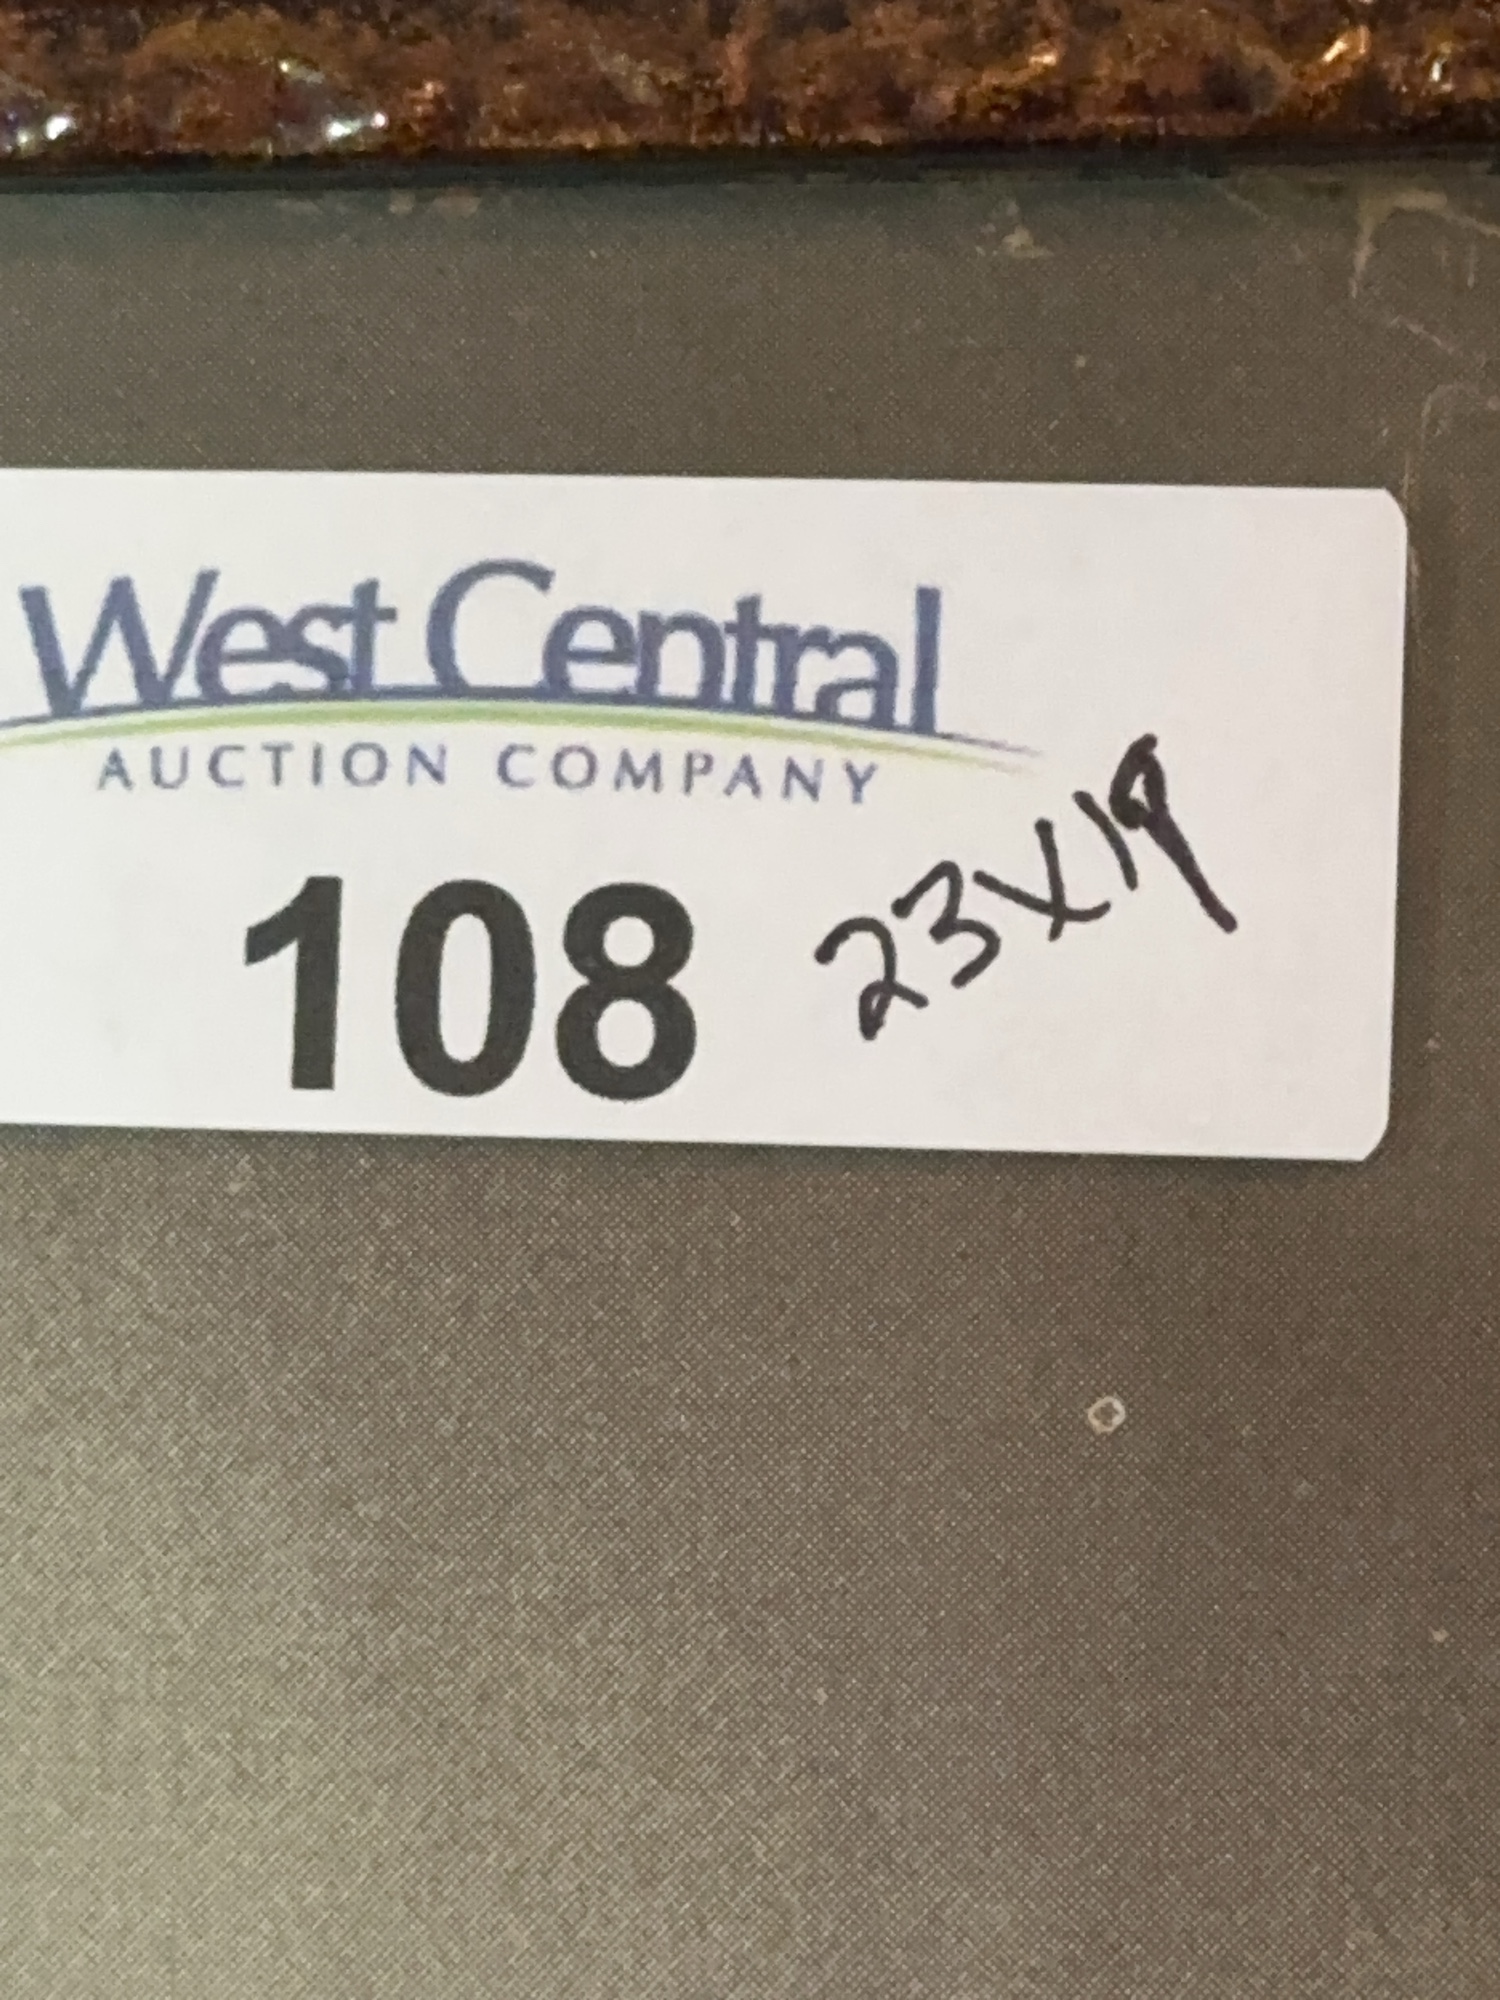 West Central
AUCTION COMPANY
108
23X19